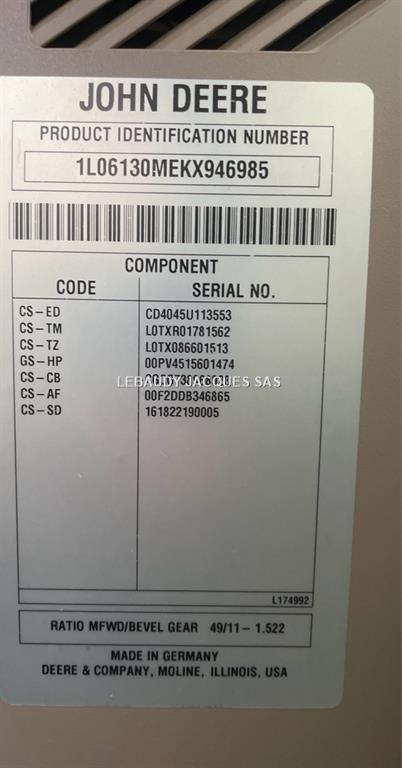 JOHN DEERE
PRODUCT IDENTIFICATION NUMBER
1L06130MEKX946985
COMPONENT
CODE SERIAL NO.
CS-ED CD4045U113553
CS-TM L0TXR01781562
CS-TZ L0TX086601513
GS-HP 00PV4515601474
CS-CB
LEBAUDY JACQUES SAS
CS-AF 00F2DDB346865
CS-SD 161822190005
L174992
RATIO MFWD/BEVEL GEAR 49/11-1.522
MADE IN GERMANY
DEERE & COMPANY, MOLINE, ILLINOIS, USA